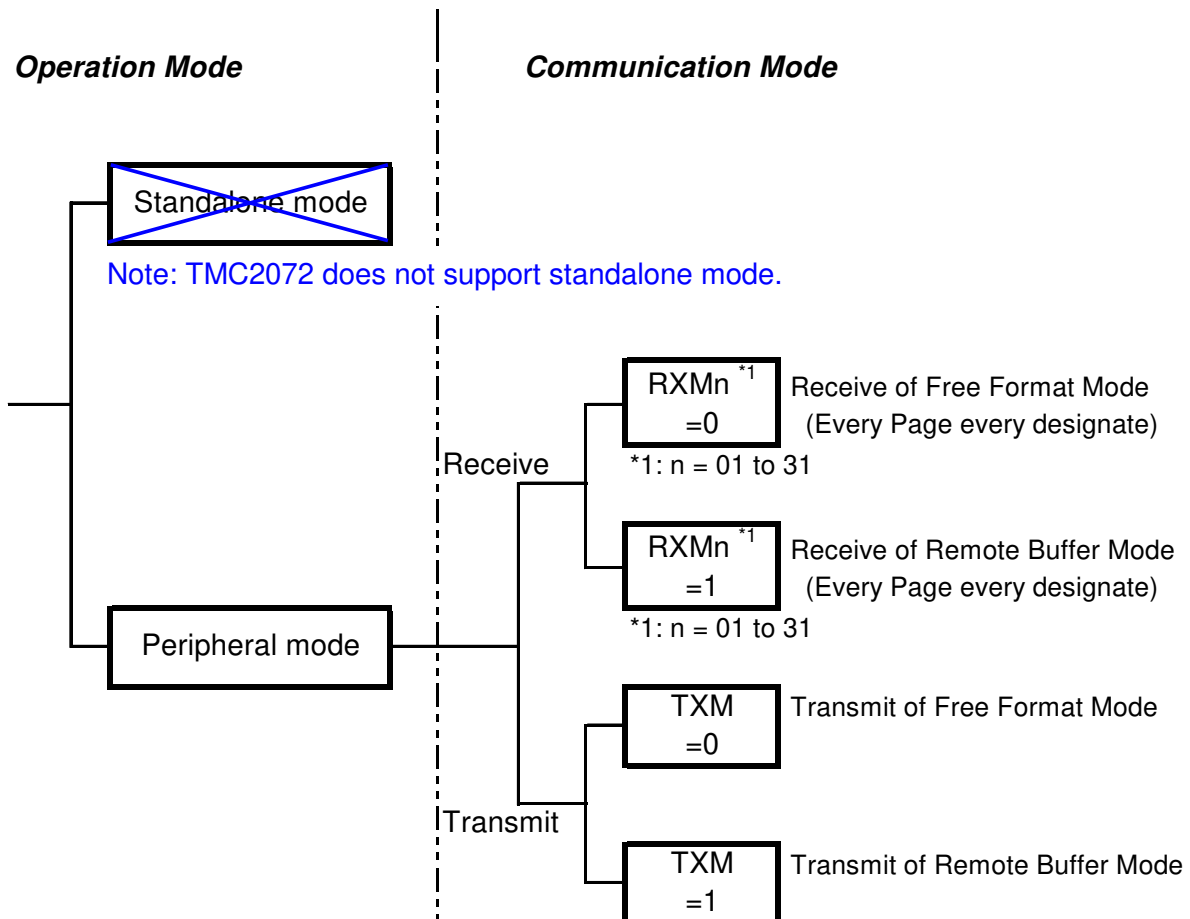 Operation Mode
Communication Mode
Standalone mode
Note: TMC2072 does not support standalone mode.
RXMn *1
=0
Receive of Free Format Mode
(Every Page every designate)
*1: n = 01 to 31
Receive
RXMn *1
=1
Receive of Remote Buffer Mode
(Every Page every designate)
*1: n = 01 to 31
Peripheral mode
TXM
=0
Transmit of Free Format Mode
Transmit
TXM
=1
Transmit of Remote Buffer Mode